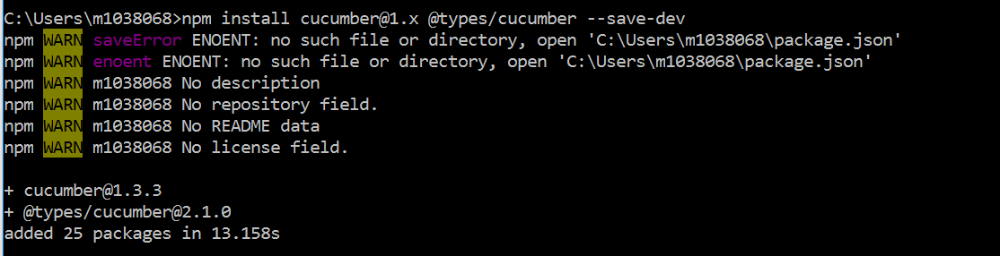 C:\Users\m1038068>npm install cucumber@1.x @types/cucumber --save-dev
npm WARN saveError ENOENT: no such file or directory, open 'C:\Users\m1038068\package.json'
npm WARN enoent ENOENT: no such file or directory, open 'C:\Users\m1038068\package.json'
npm WARN m1038068 No description
npm WARN m1038068 No repository field.
npm WARN m1038068 No README data
npm WARN m1038068 No license field.
+ cucumber@1.3.3
+ @types/cucumber@2.1.0
added 25 packages in 13.158s